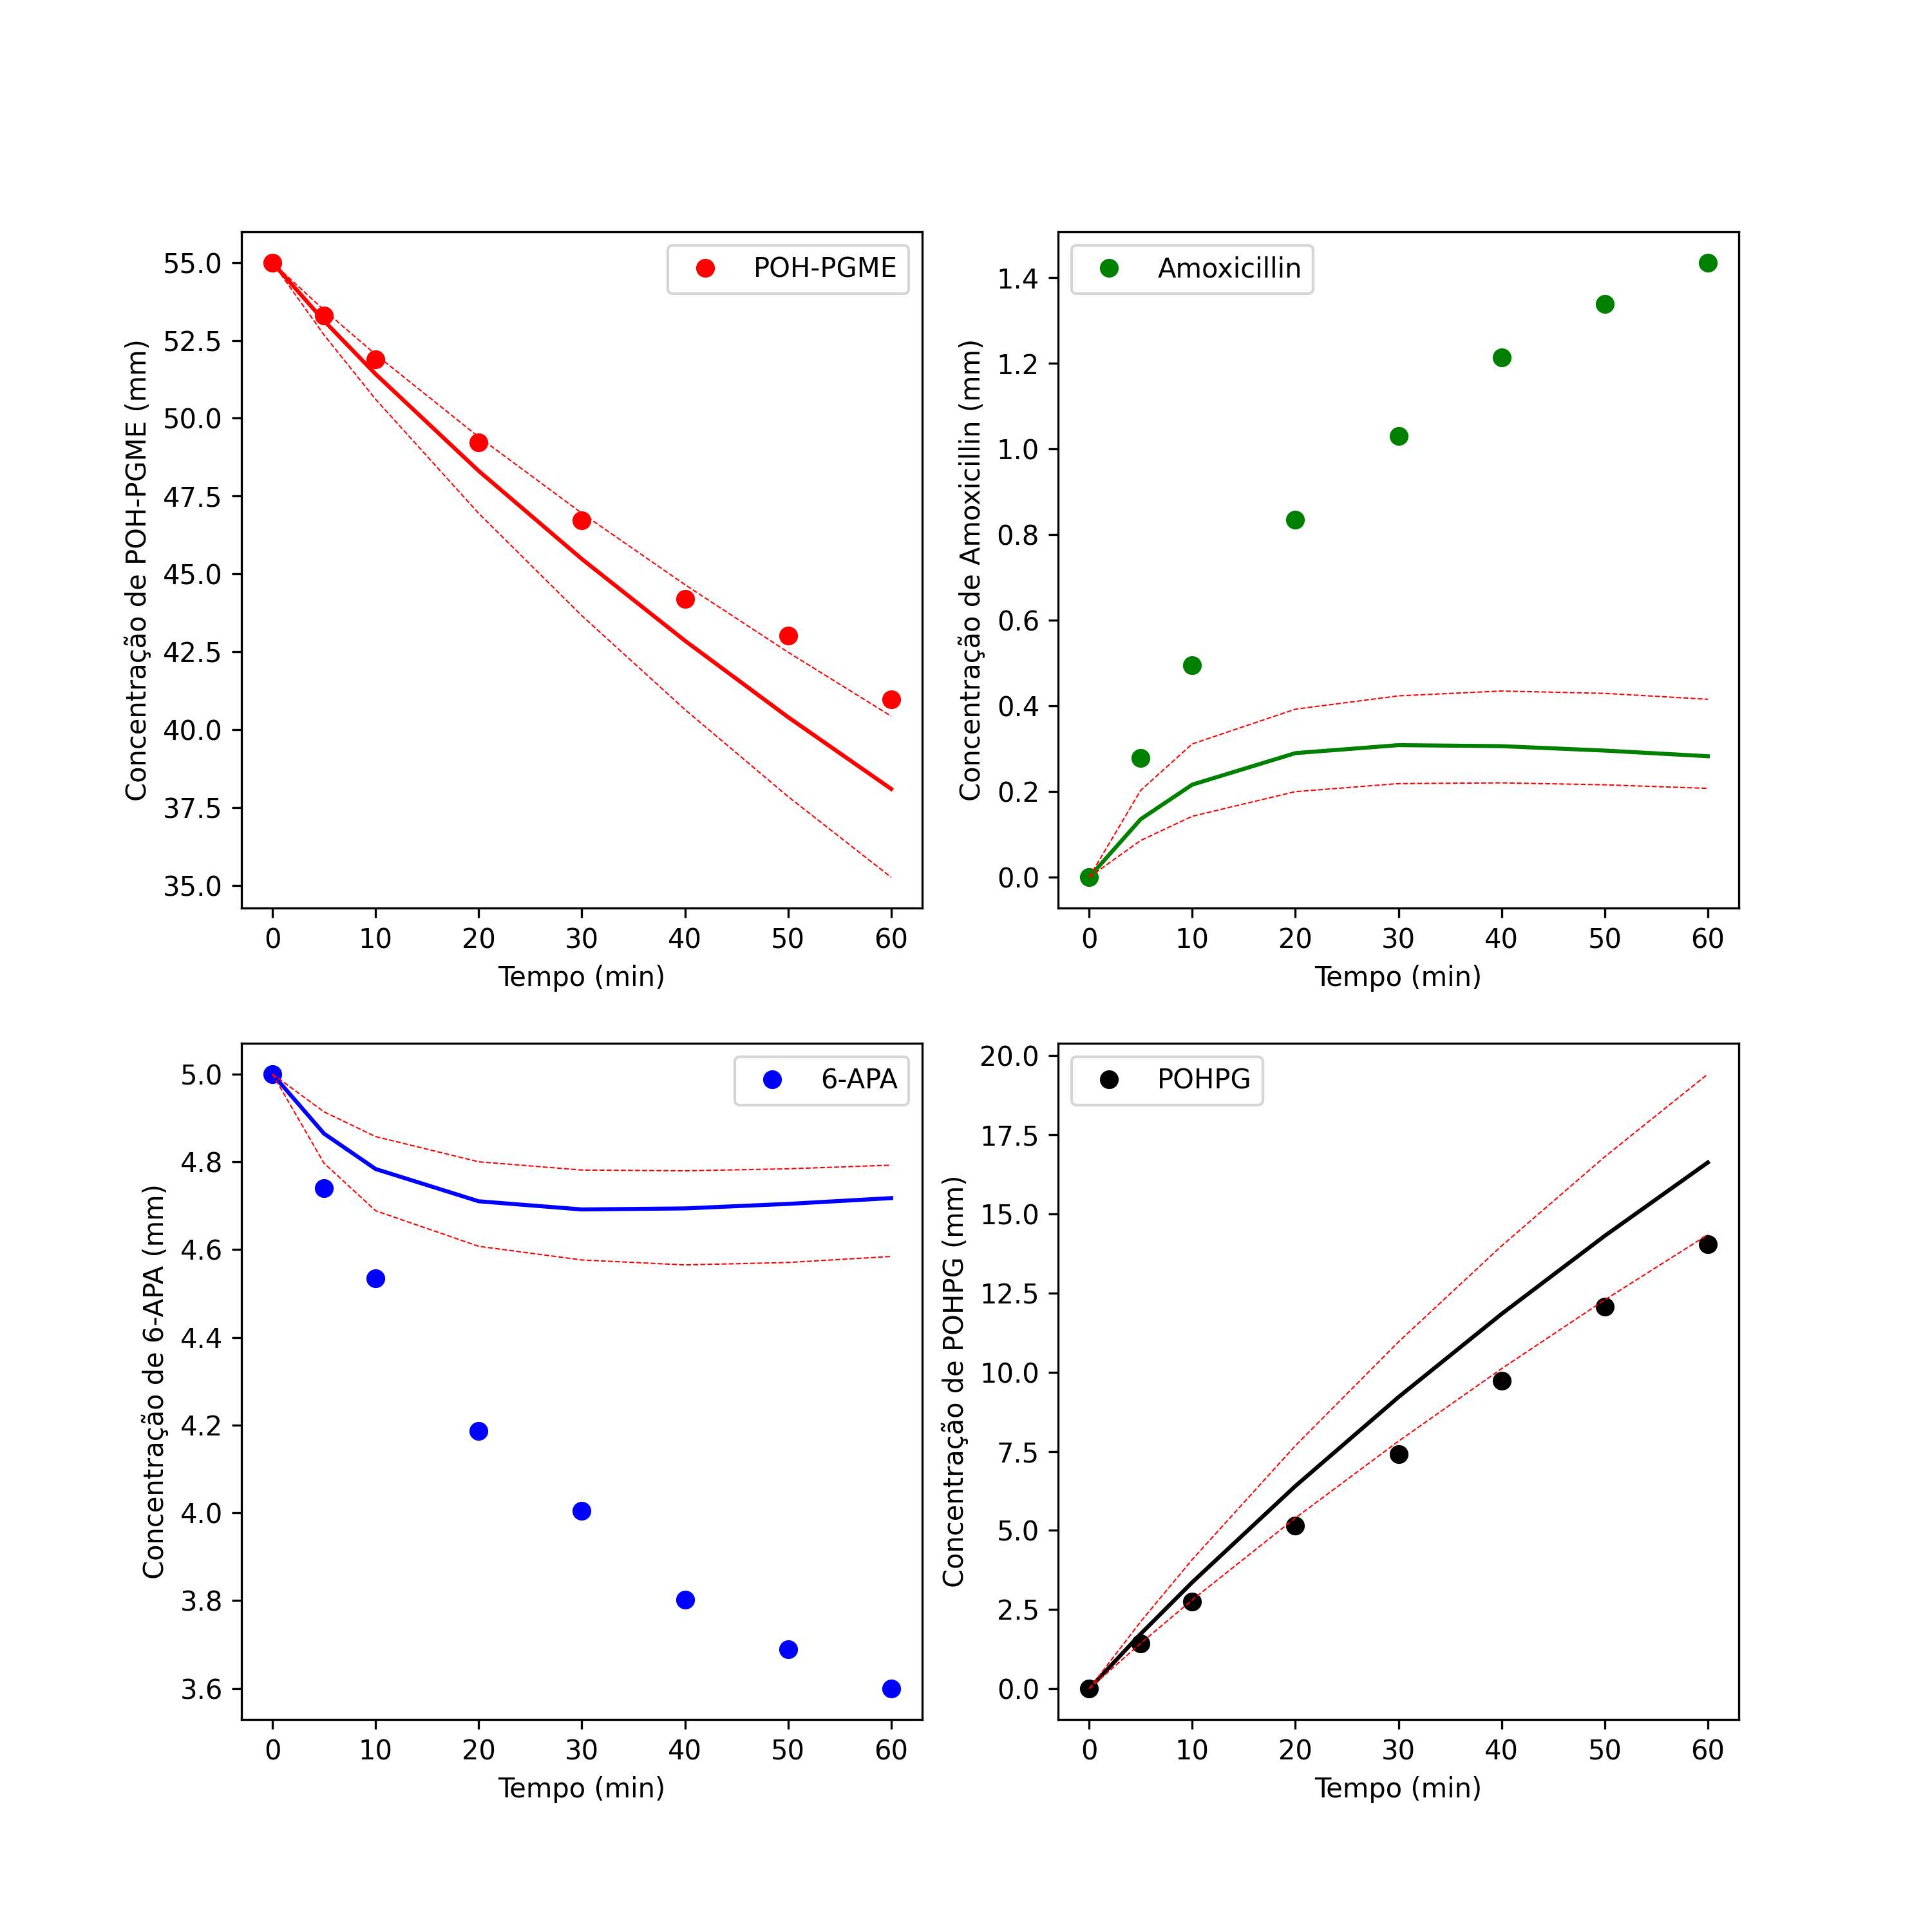 POH-PGME
55.0
52.5
50.0
47.5
45.0
42.5
40.0
37.5
35.0
Concentração de POH-PGME (mm)
0 10 20 30 40 50 60
Tempo (min)
Amoxicillin
1.4
1.2
1.0
0.8
0.6
0.4
0.2
0.0
Concentração de Amoxicillin (mm)
0 10 20 30 40 50 60
Tempo (min)
6-APA
5.0
4.8
4.6
4.4
4.2
4.0
3.8
3.6
Concentração de 6-APA (mm)
0 10 20 30 40 50 60
Tempo (min)
POHPG
20.0
17.5
15.0
12.5
10.0
7.5
5.0
2.5
0.0
Concentração de POHPG (mm)
0 10 20 30 40 50 60
Tempo (min)